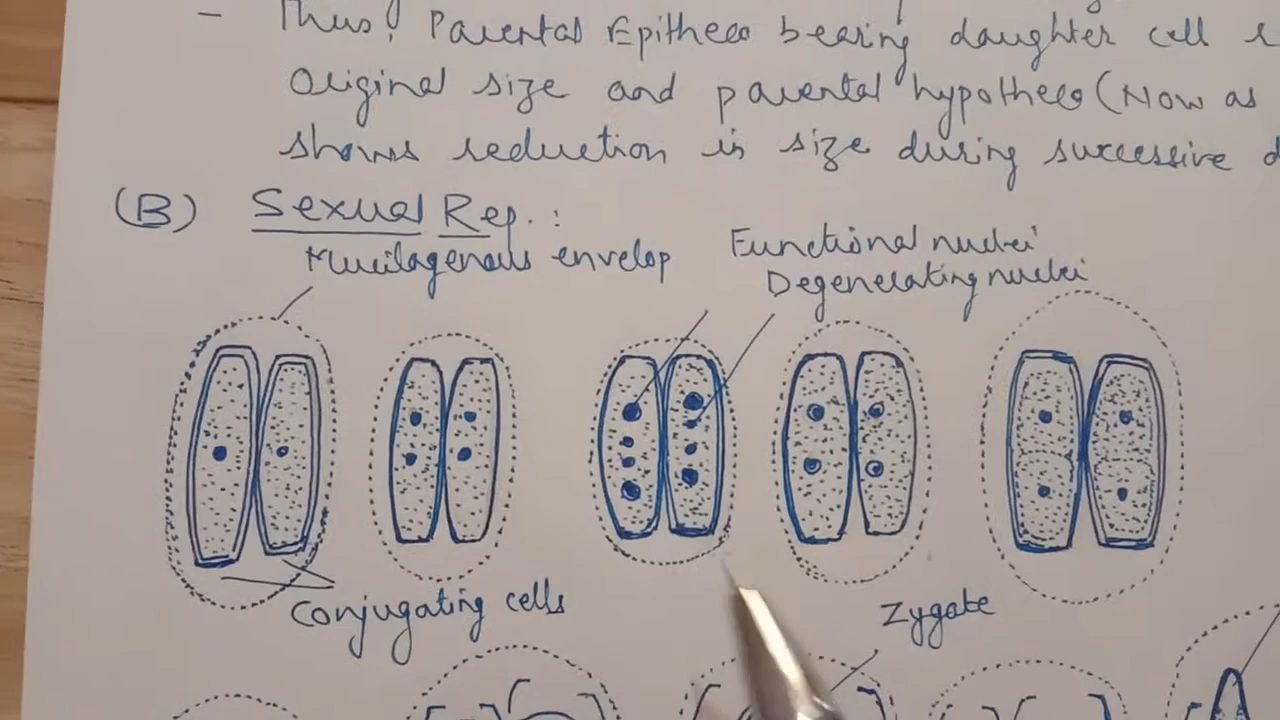 – Thus! Parental Epitheca bearing daughter cell
Original size and parental hypotheca (Now as
shows reduction in size during successive
(B) Sexual Rep. :
Mucilagenous envelop
Functional nuclei
Degenerating nuclei
Conjugating cells
Zygate